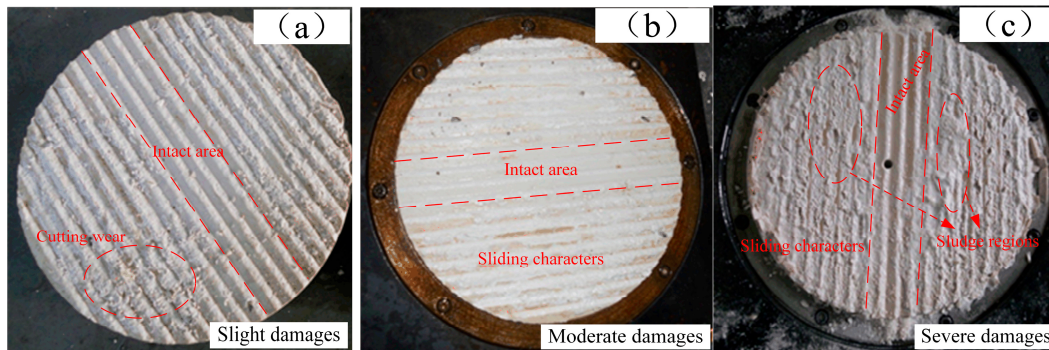 (a)
Intact area
Cutting wear
Slight damages
(b)
Intact area
Sliding characters
Moderate damages
(c)
Intact area
Sliding characters
Sludge regions
Severe damages